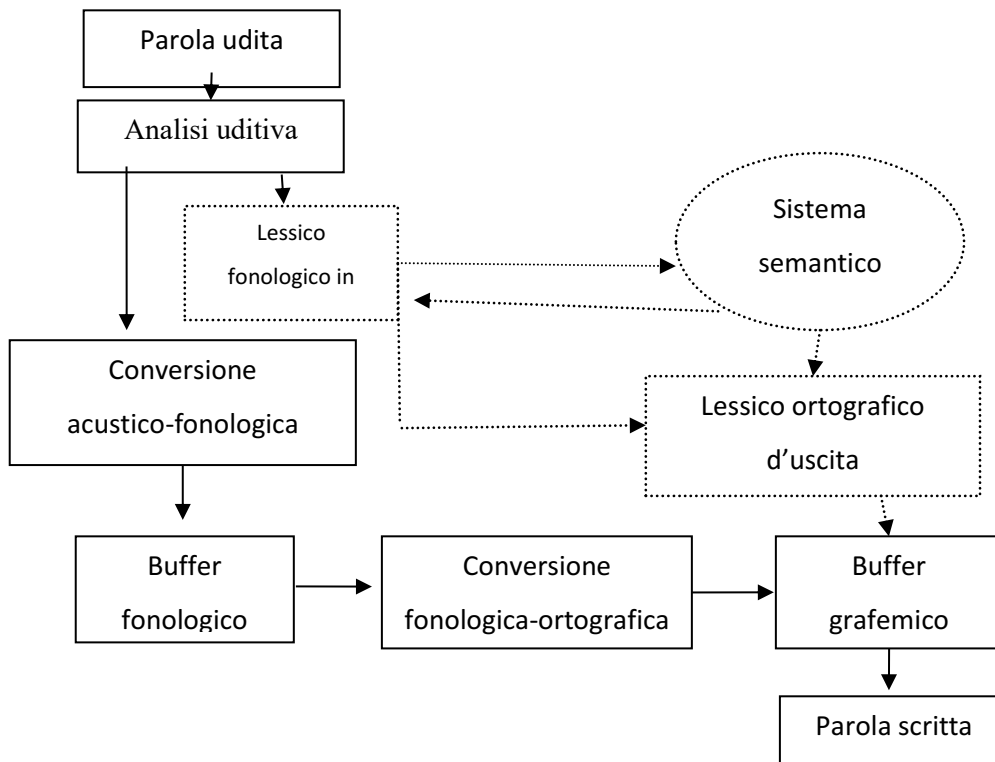 Parola udita
Analisi uditiva
Lessico
fonologico in
Sistema
semantico
Conversione
acustico-fonologica
Lessico ortografico
d’uscita
Buffer
fonologico
Conversione
fonologica-ortografica
Buffer
grafemico
Parola scritta